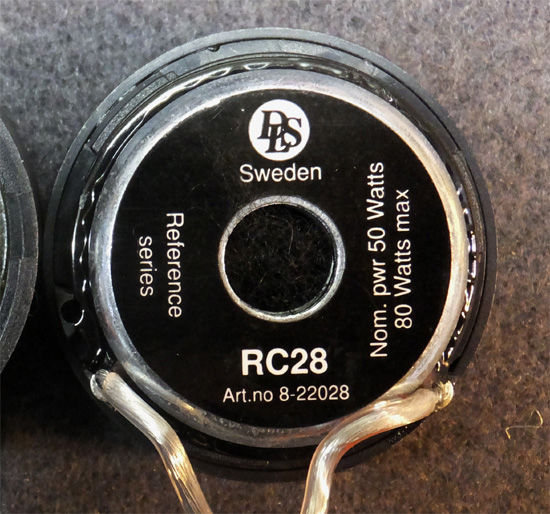 DLS
Sweden
Reference
series
Nom. pwr 50 Watts
80 Watts max
RC28
Art.no 8-22028